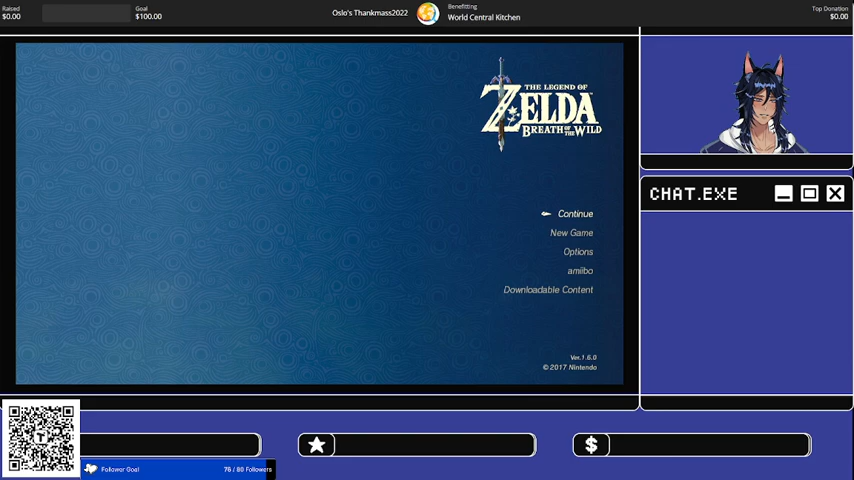 Raised
$0.00
Goal
$100.00
Oslo's Thankmass2022
Benefitting
World Central Kitchen
Top Donation
$0.00
THE LEGEND OF
ZELDA
BREATH OF THE WILD
Continue
New Game
Options
amiibo
Downloadable Content
Ver.1.6.0
© 2017 Nintendo
CHAT.EXE
T
$
Follower Goal
76 / 80 Followers